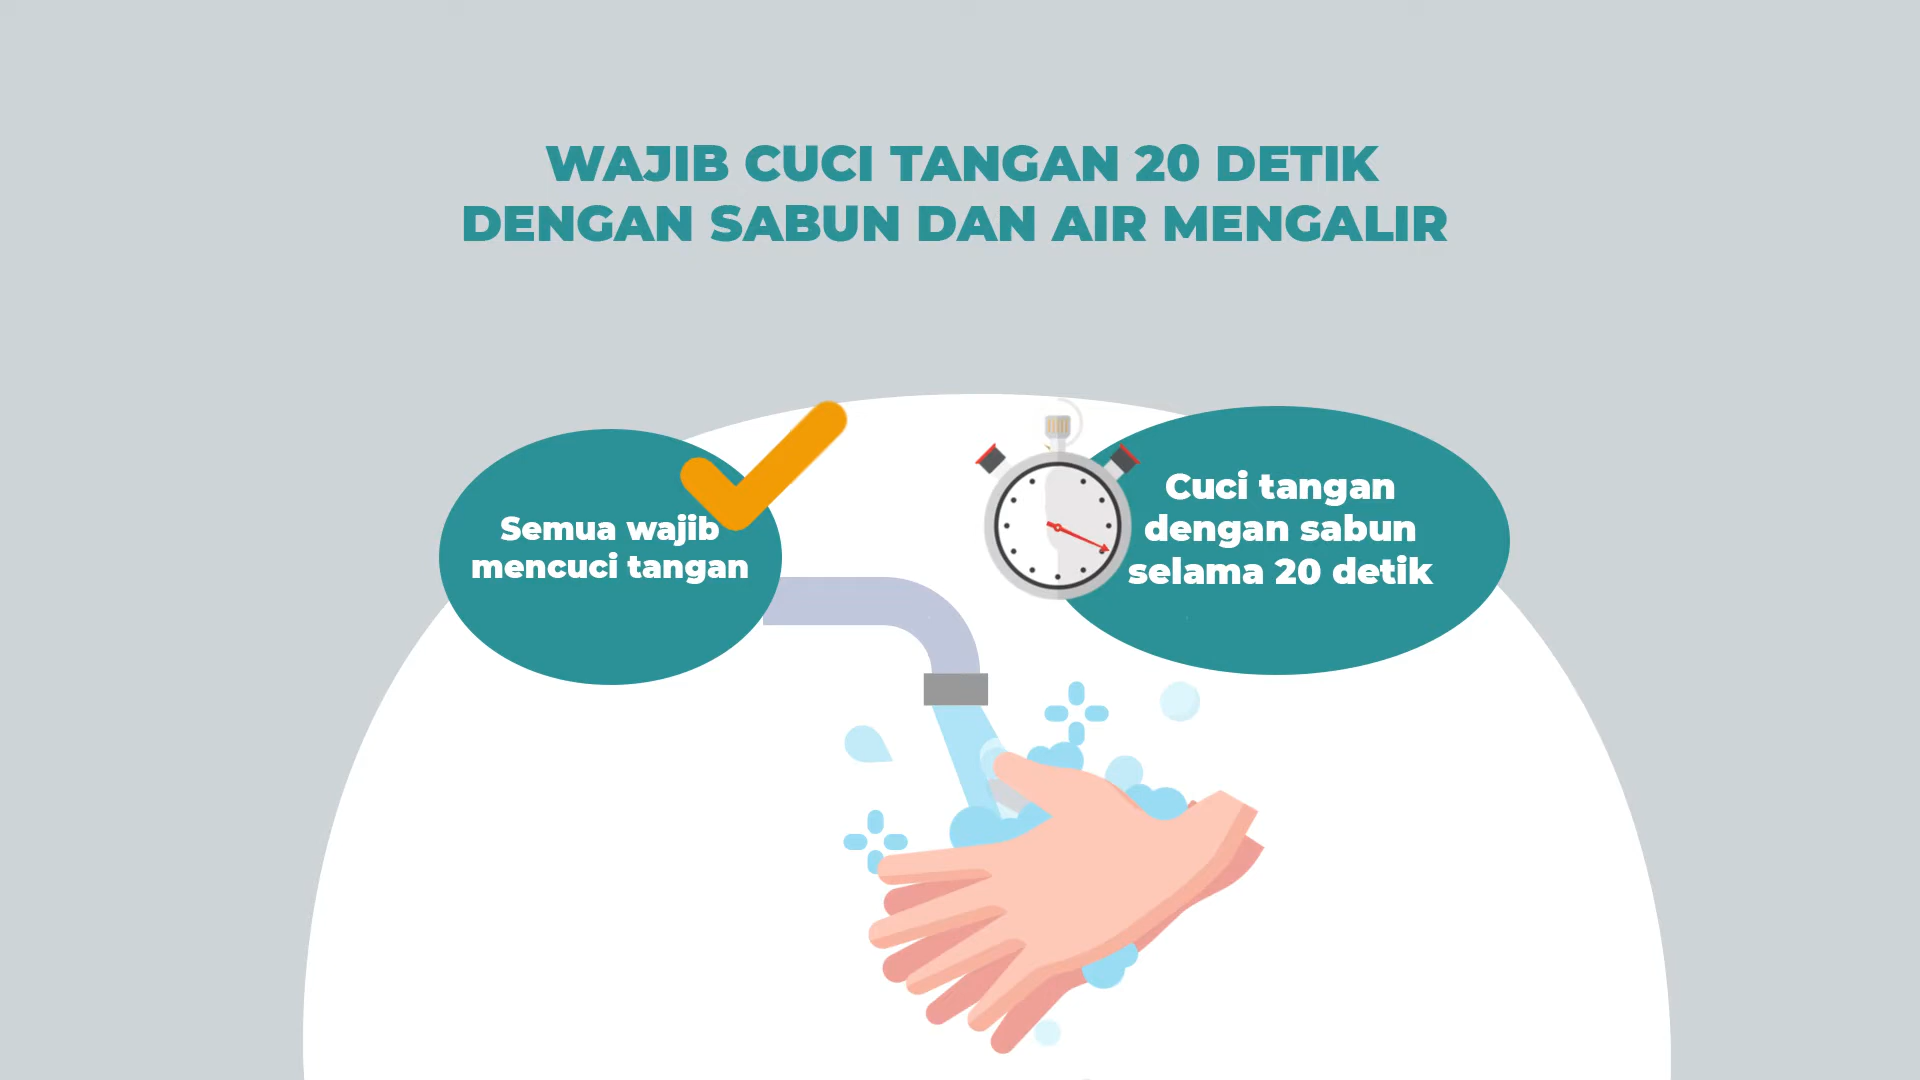 WAJIB CUCI TANGAN 20 DETIK
DENGAN SABUN DAN AIR MENGALIR
Semua wajib
mencuci tangan
Cuci tangan
dengan sabun
selama 20 detik